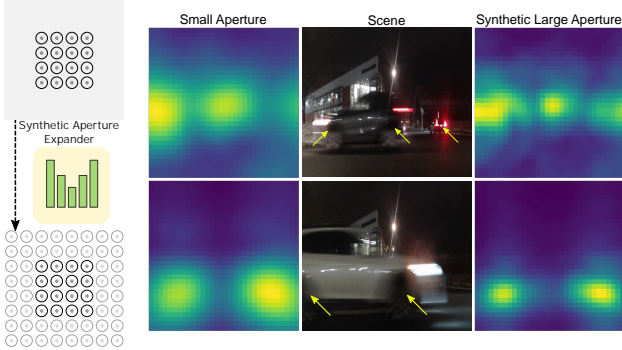 Small Aperture
Scene
Synthetic Large Aperture
Synthetic Aperture
Expander